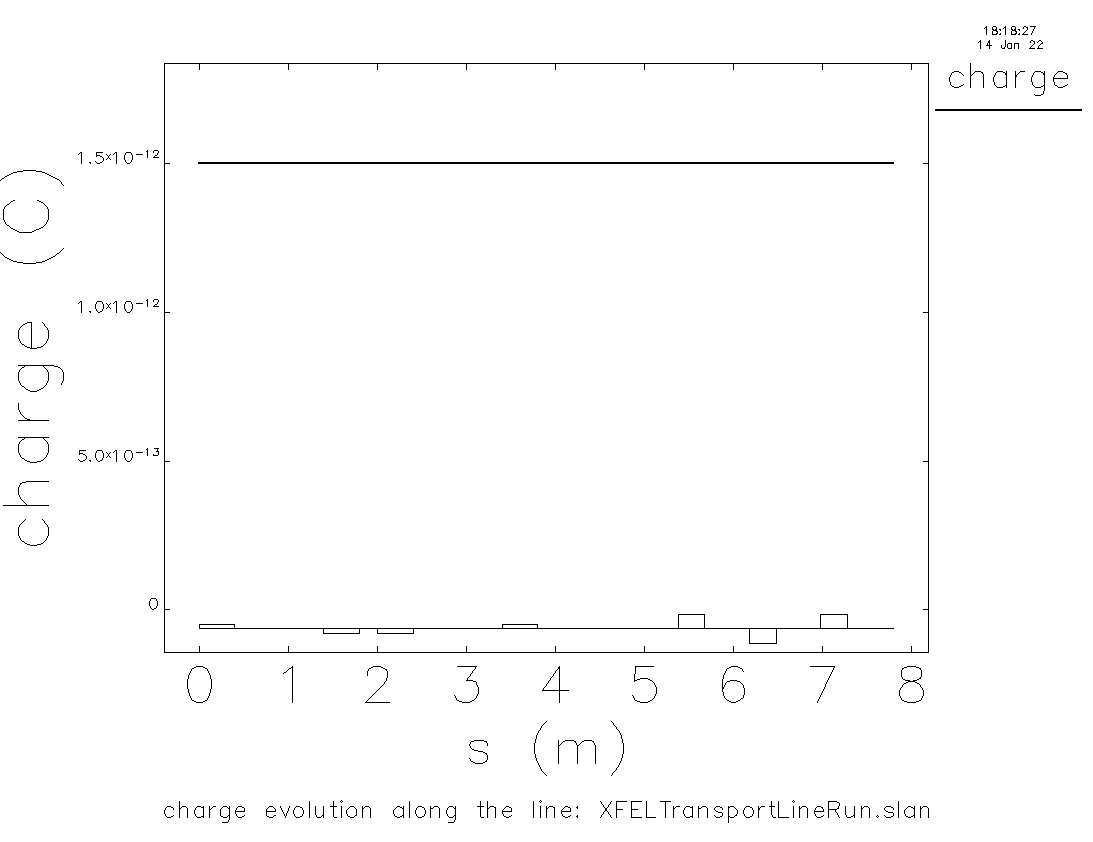 18:18:27
14 Jan 22
charge
charge (C)
1.5×10⁻¹²
1.0×10⁻¹²
5.0×10⁻¹³
0
0 1 2 3 4 5 6 7 8
s (m)
charge evolution along the line: XFELTransportLineRun.slan